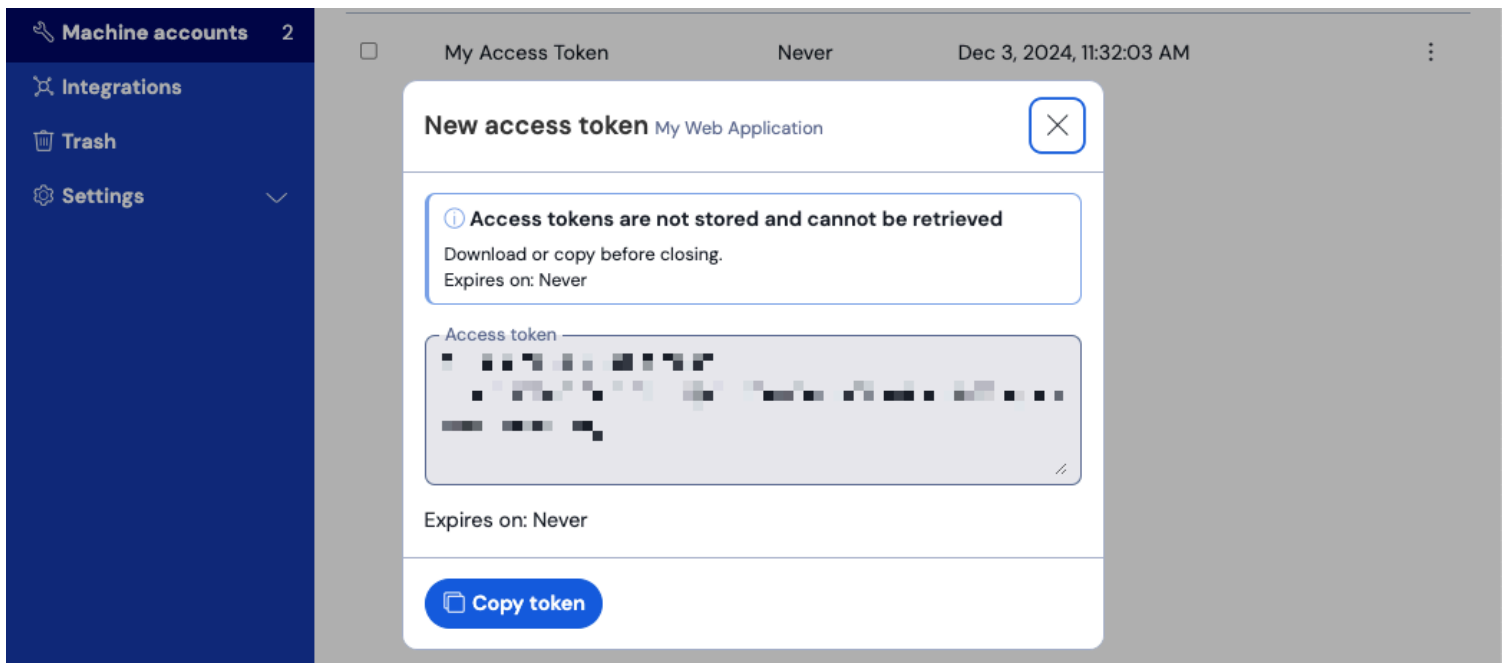 Machine accounts 2
Integrations
Trash
Settings
My Access Token Never Dec 3, 2024, 11:32:03 AM
New access token My Web Application
Access tokens are not stored and cannot be retrieved
Download or copy before closing.
Expires on: Never
Access token
Expires on: Never
Copy token